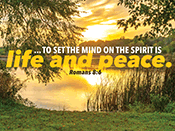 ... TO SET THE MIND ON THE SPIRIT IS
life and peace.
Romans 8:6